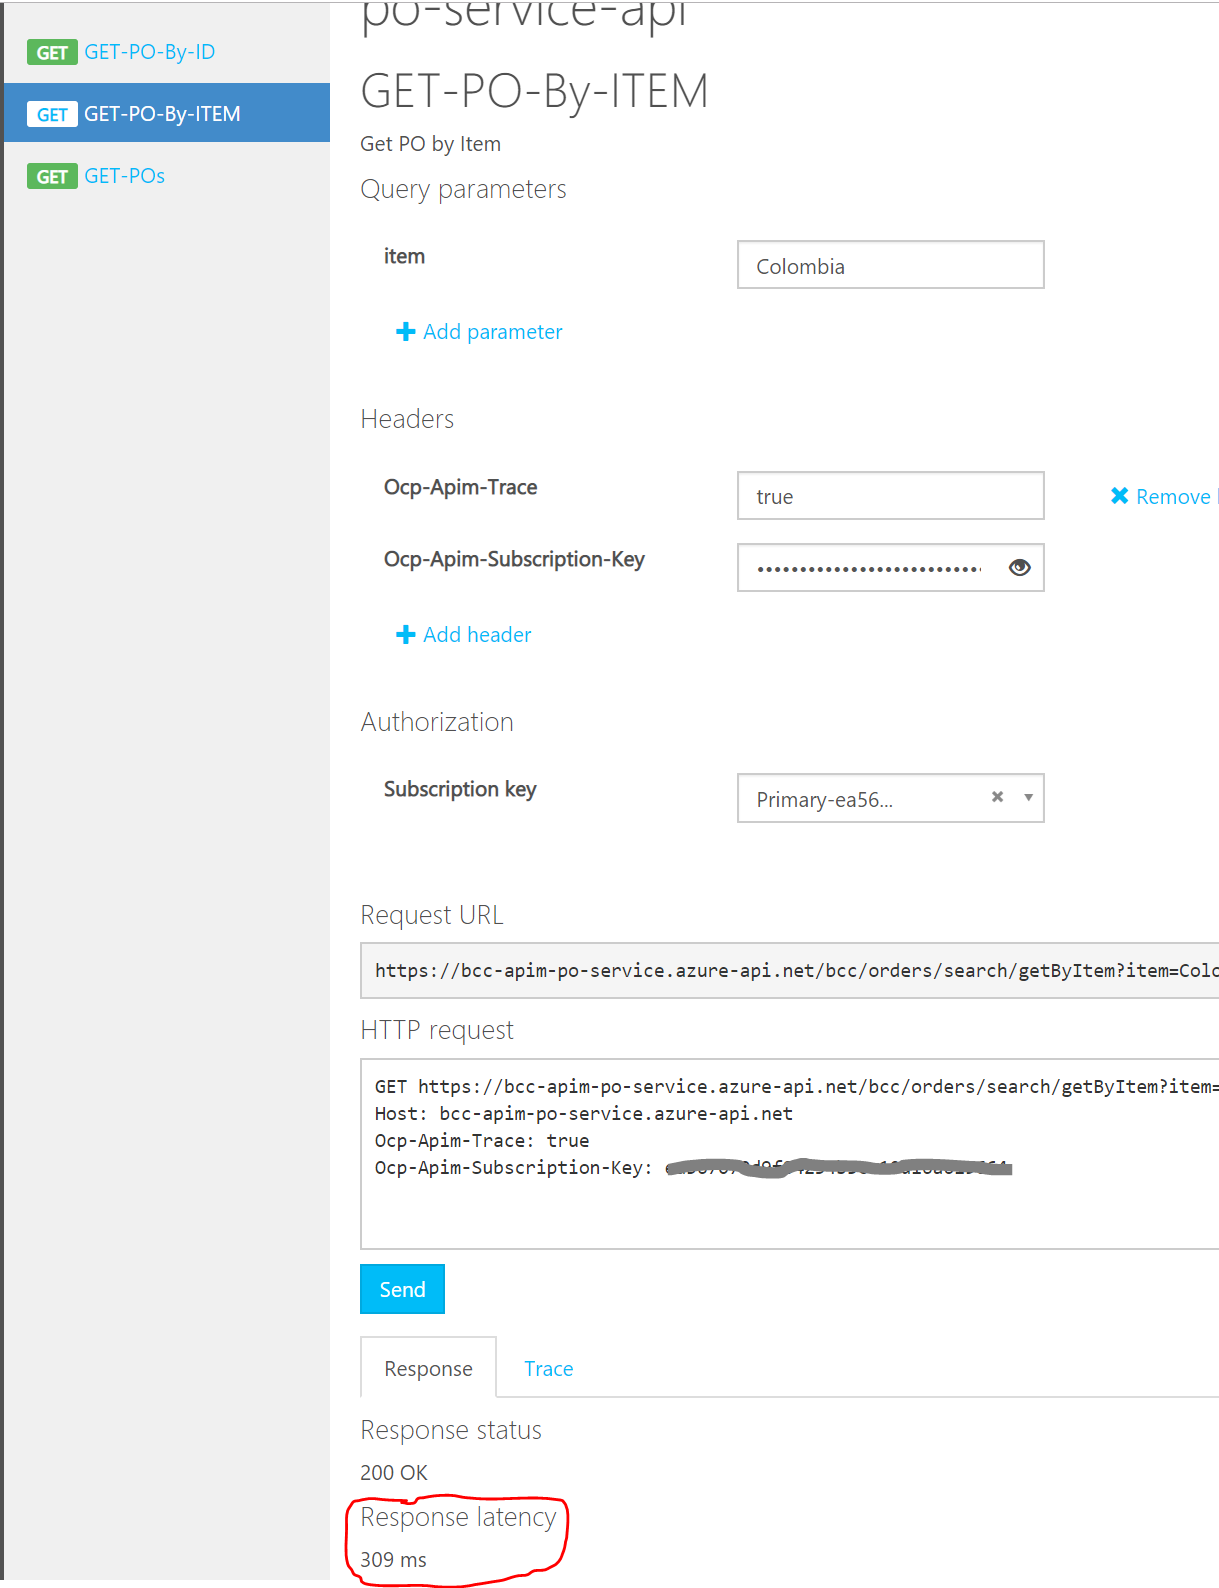 po-service-api
GET GET-PO-By-ID
GET GET-PO-By-ITEM
GET GET-POs
GET-PO-By-ITEM
Get PO by Item
Query parameters
item
Colombia
Add parameter
Headers
Ocp-Apim-Trace
true
Remove
Ocp-Apim-Subscription-Key
Add header
Authorization
Subscription key
Primary-ea56...
Request URL
https://bcc-apim-po-service.azure-api.net/bcc/orders/search/getByItem?item=Colo
HTTP request
GET https://bcc-apim-po-service.azure-api.net/bcc/orders/search/getByItem?item=
Host: bcc-apim-po-service.azure-api.net
Ocp-Apim-Trace: true
Ocp-Apim-Subscription-Key:
Send
Response Trace
Response status
200 OK
Response latency
309 ms